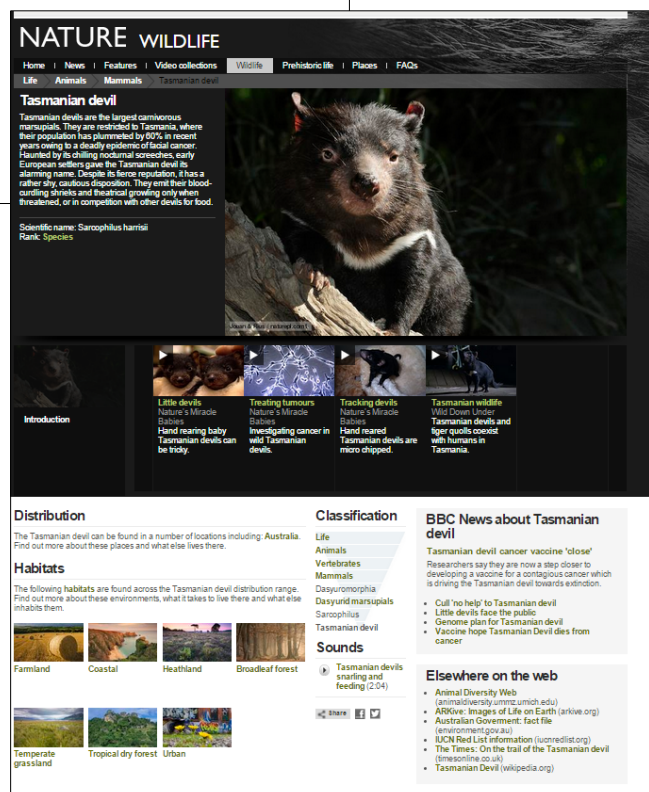 NATURE WILDLIFE
Home | News | Features | Video collections | Wildlife | Prehistoric life | Places | FAQs
Life Animals Mammals Tasmanian devil
Tasmanian devil
Tasmanian devils are the largest carnivorous
marsupials. They are restricted to Tasmania, where
their population has plummeted by 60% in recent
years owing to a deadly epidemic of facial cancer.
Haunted by its chilling nocturnal screeches, early
European settlers gave the Tasmanian devil its
alarming name. Despite its fierce reputation, it has a
rather shy, cautious disposition. They emit their blood-
curdling shrieks and theatrical growling only when
threatened, or in competition with other devils for food.
Scientific name: Sarcophilus harrisii
Rank: Species
Introduction
Little devils
Nature's Miracle
Babies
Hand rearing baby
Tasmanian devils can
be tricky.
Treating tumours
Nature's Miracle
Babies
Investigating cancer in
wild Tasmanian
devils.
Tracking devils
Nature's Miracle
Babies
Hand reared
Tasmanian devils are
micro chipped.
Tasmanian wildlife
Wild Down Under
Tasmanian devils and
tiger quolls coexist
with humans in
Tasmania.
Distribution
The Tasmanian devil can be found in a number of locations including: Australia.
Find out more about these places and what else lives there.
Habitats
The following habitats are found across the Tasmanian devil distribution range.
Find out more about these environments, what it takes to live there and what else
inhabits them.
Farmland
Coastal
Heathland
Broadleaf forest
Temperate
grassland
Tropical dry forest
Urban
Classification
Life
Animals
Vertebrates
Mammals
Dasyuromorphia
Dasyurid marsupials
Sarcophilus
Tasmanian devil
Sounds
Tasmanian devils
snarling and
feeding (2:04)
Share
BBC News about Tasmanian
devil
Tasmanian devil cancer vaccine 'close'
Researchers say they are now a step closer to
developing a vaccine for a contagious cancer which
is driving the Tasmanian devil towards extinction.
Cull 'no help' to Tasmanian devil
Little devils face the public
Genome plan for Tasmanian devil
Vaccine hope Tasmanian Devil dies from
cancer
Elsewhere on the web
Animal Diversity Web
(animaldiversity.ummz.umich.edu)
ARKive: Images of Life on Earth (arkive.org)
Australian Goverment: fact file
(environment.gov.au)
IUCN Red List information (iucnredlist.org)
The Times: On the trail of the Tasmanian devil
(timesonline.co.uk)
Tasmanian Devil (wikipedia.org)